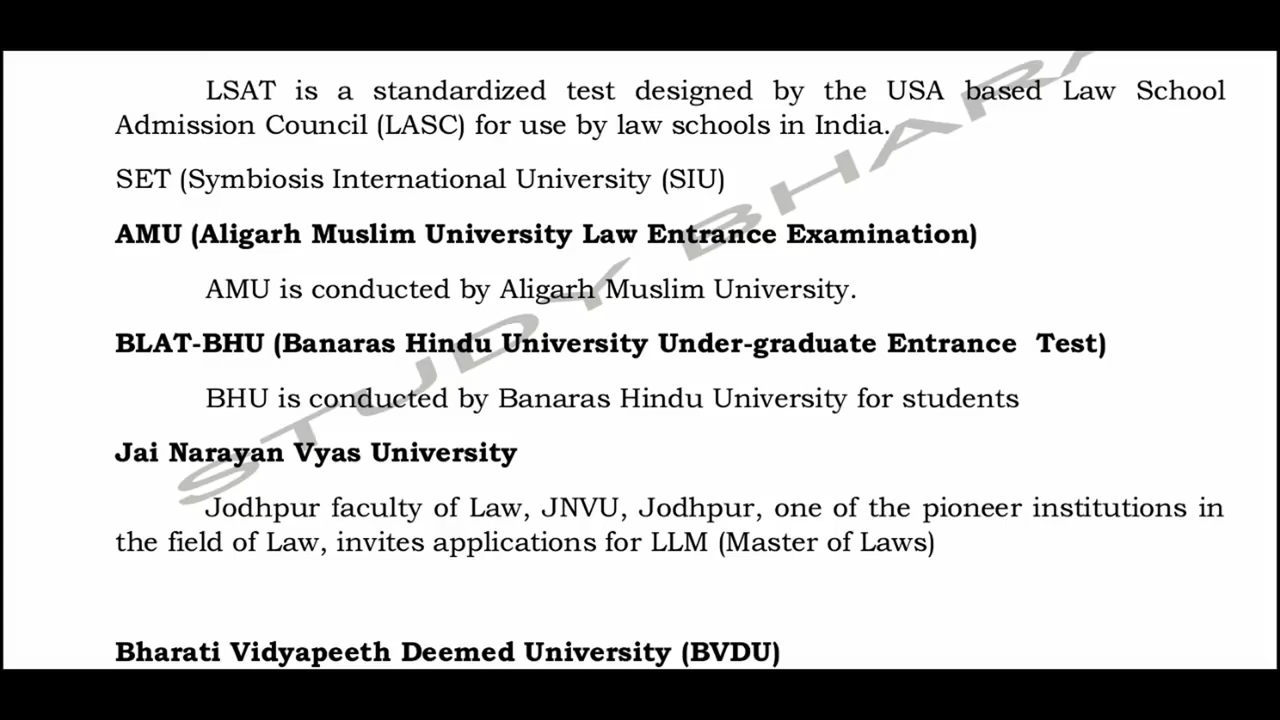 LSAT is a standardized test designed by the USA based Law School
Admission Council (LASC) for use by law schools in India.
SET (Symbiosis International University (SIU)
AMU (Aligarh Muslim University Law Entrance Examination)
AMU is conducted by Aligarh Muslim University.
BLAT-BHU (Banaras Hindu University Under-graduate Entrance Test)
BHU is conducted by Banaras Hindu University for students
Jai Narayan Vyas University
Jodhpur faculty of Law, JNVU, Jodhpur, one of the pioneer institutions in
the field of Law, invites applications for LLM (Master of Laws)
Bharati Vidyapeeth Deemed University (BVDU)
STUDY BHARA